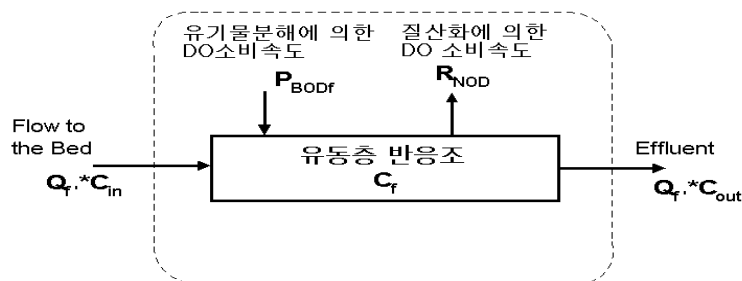 유기물분해에 의한
DO소비속도
P_BODf
질산화에 의한
DO 소비속도
R_NOD
Flow to
the Bed
Q_f.*C_in
유동층 반응조
C_f
Effluent
Q_f.*C_out